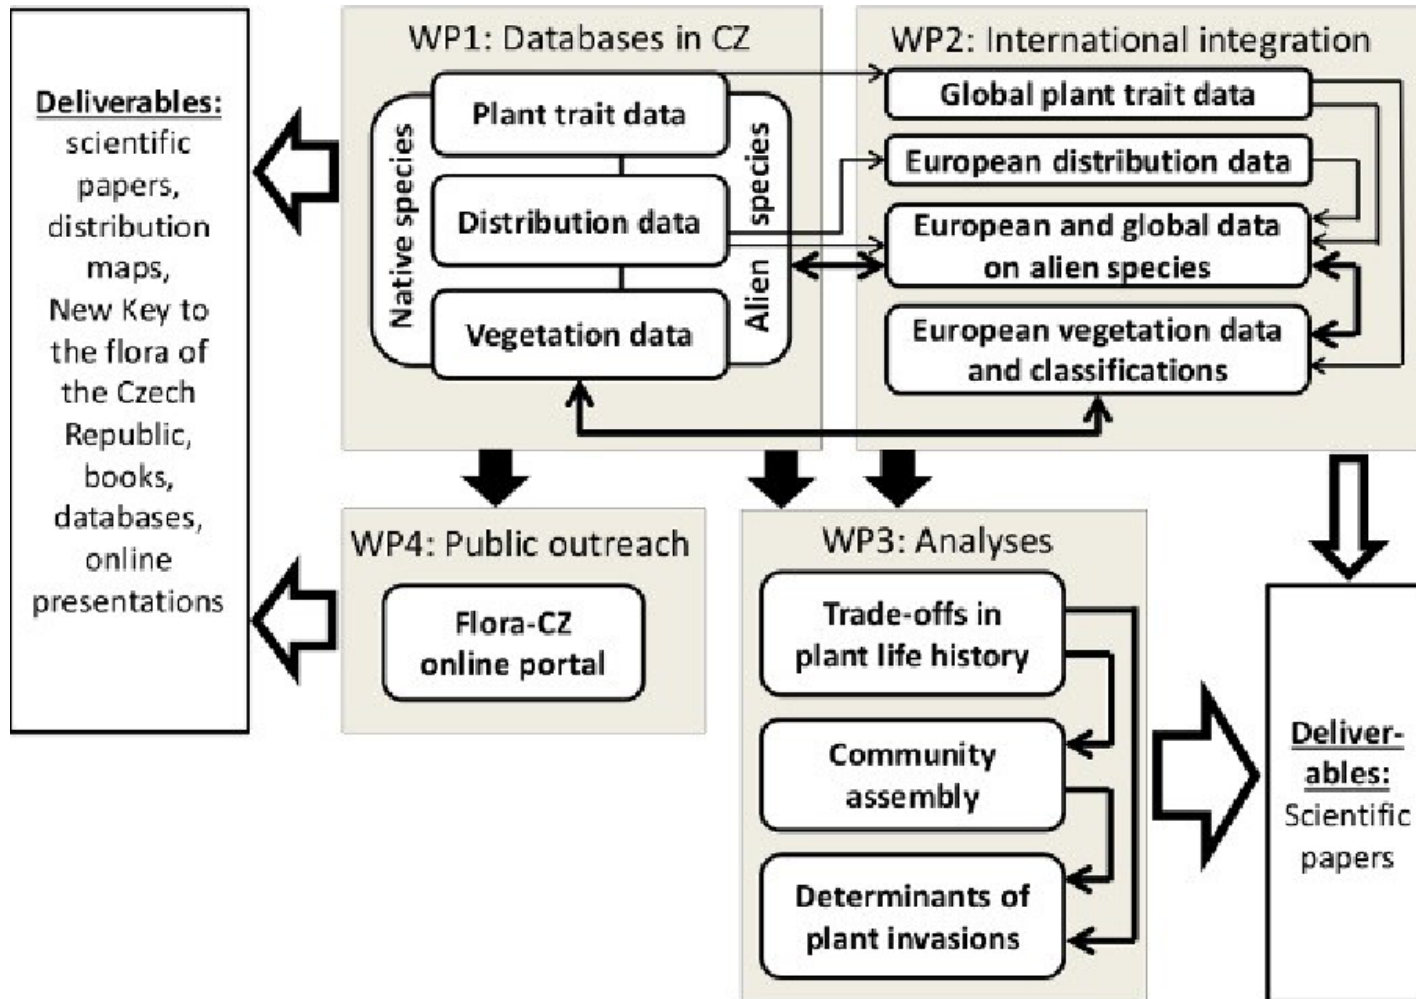 Deliverables:
scientific
papers,
distribution
maps,
New Key to
the flora of
the Czech
Republic,
books,
databases,
online
presentations
WP1: Databases in CZ
Native species
Plant trait data
Distribution data
Vegetation data
Alien species
WP2: International integration
Global plant trait data
European distribution data
European and global data
on alien species
European vegetation data
and classifications
WP4: Public outreach
Flora-CZ
online portal
WP3: Analyses
Trade-offs in
plant life history
Community
assembly
Determinants of
plant invasions
Deliver-
ables:
Scientific
papers